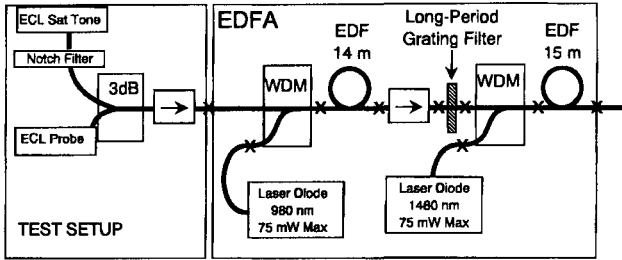 ECL Sat Tone
Notch Filter
3dB
ECL Probe
TEST SETUP
EDFA
WDM
EDF
14 m
Long-Period
Grating Filter
WDM
EDF
15 m
Laser Diode
980 nm
75 mW Max
Laser Diode
1480 nm
75 mW Max